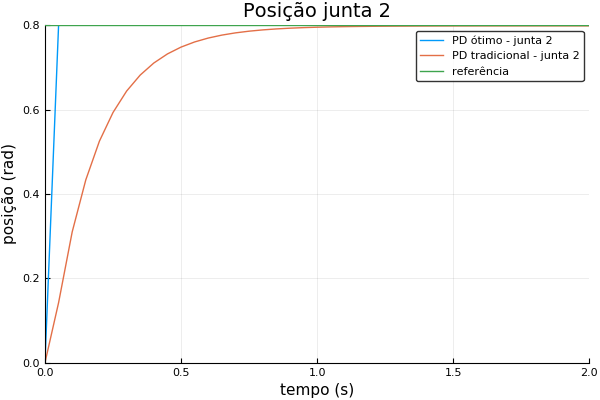 Posição junta 2
posição (rad)
0.8
0.6
0.4
0.2
0.0
PD ótimo - junta 2
PD tradicional - junta 2
referência
0.0 0.5 1.0 1.5 2.0
tempo (s)